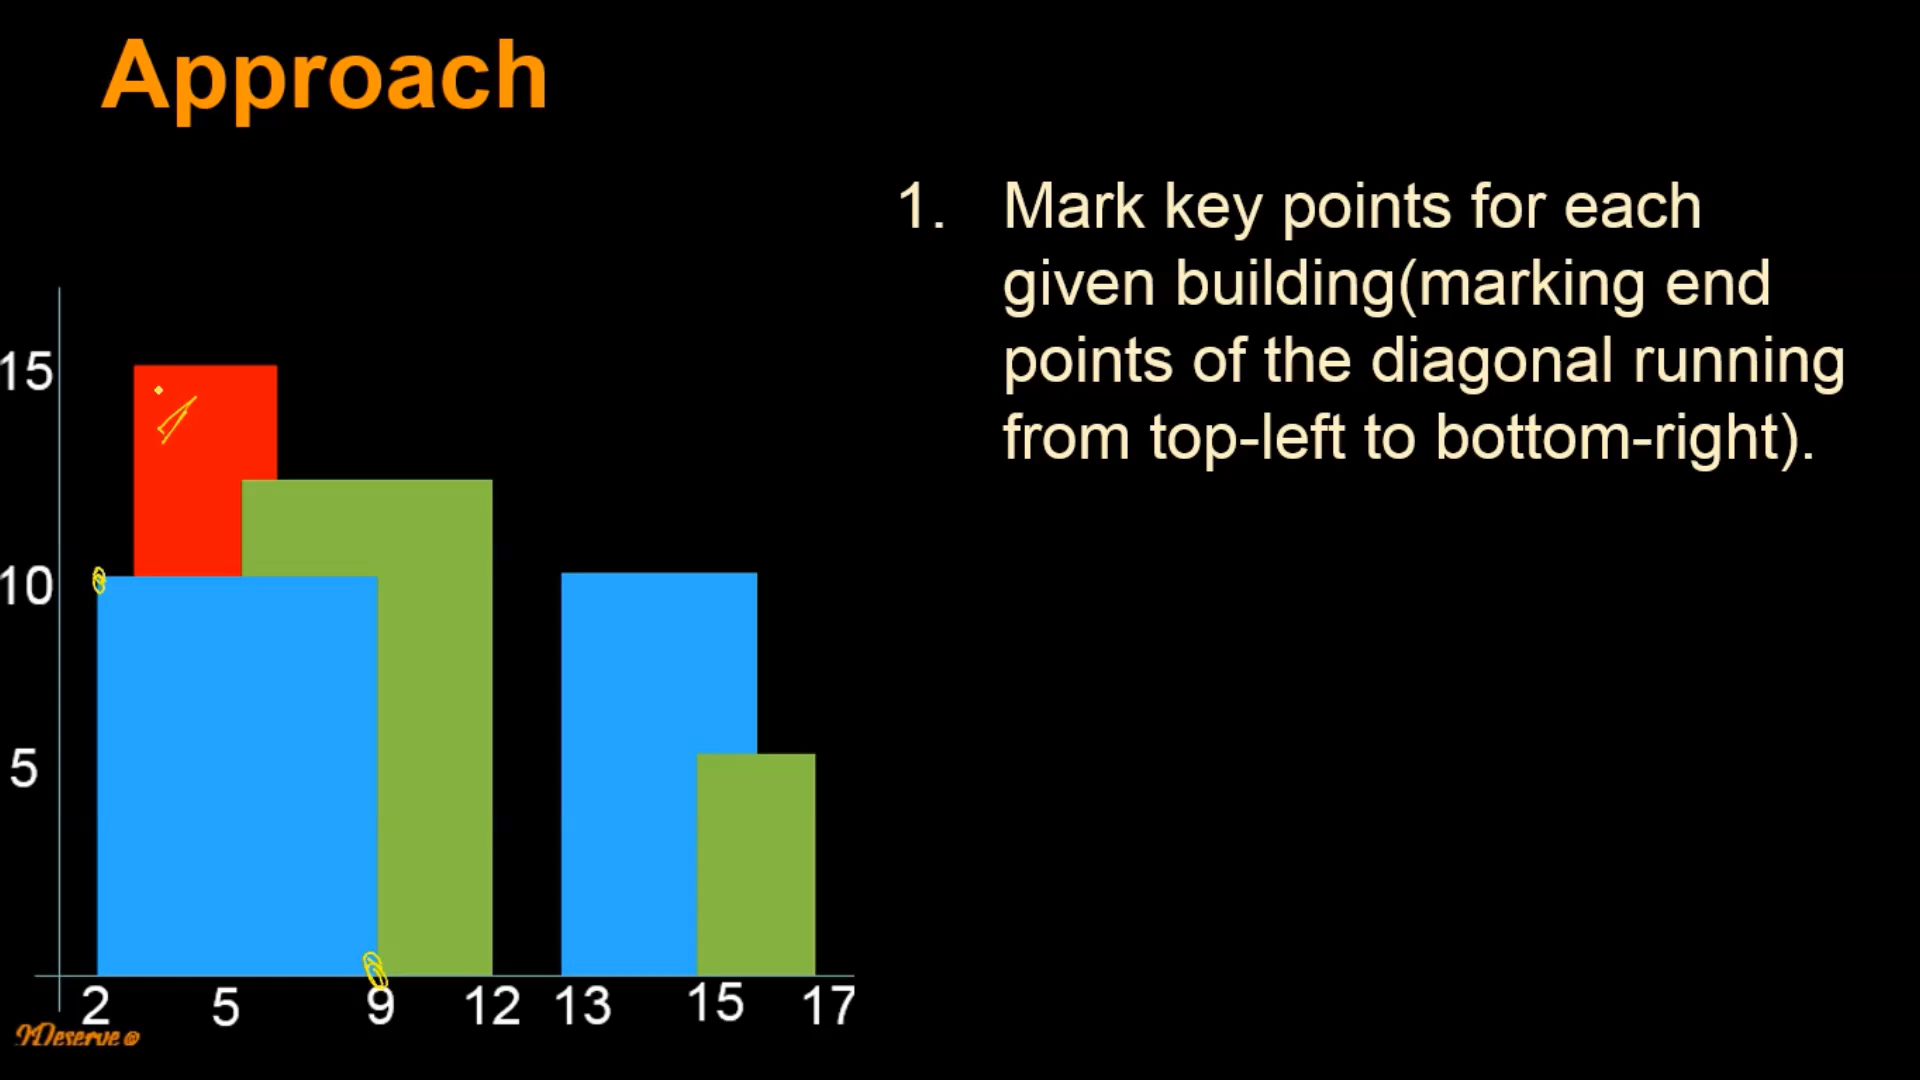 Approach
1. Mark key points for each
given building(marking end
points of the diagonal running
from top-left to bottom-right).
15
10
5
2 5 9 12 13 15 17
IDeserve